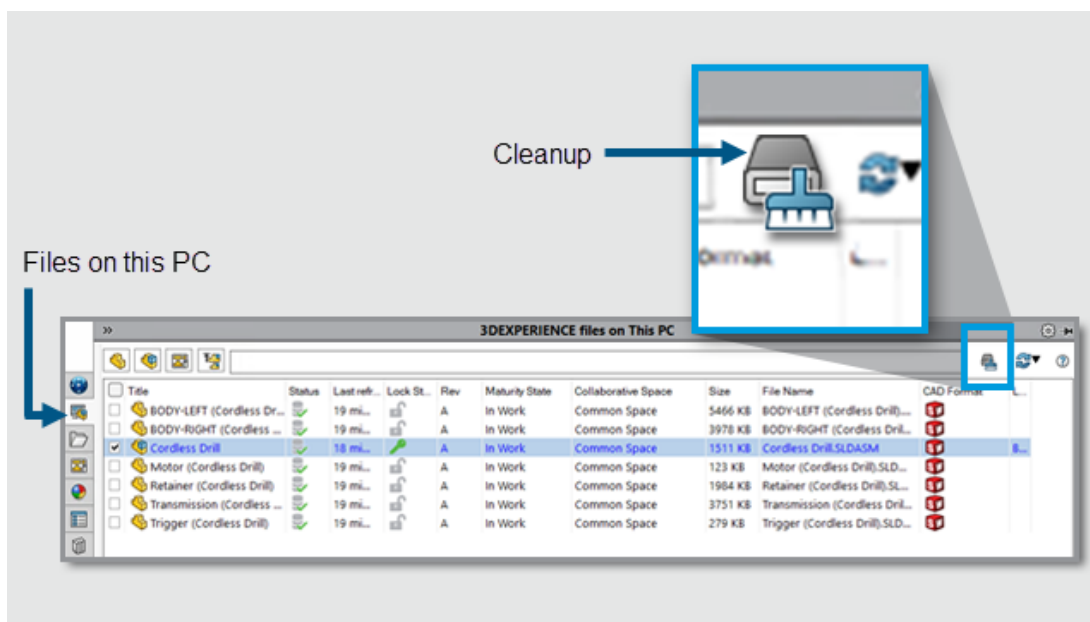 Cleanup
Files on this PC
3DEXPERIENCE files on This PC
Title Status Last refr... Lock St... Rev Maturity State Collaborative Space Size File Name CAD Format L...
BODY-LEFT (Cordless Dr... 19 mi... A In Work Common Space 5466 KB BODY-LEFT (Cordless Drill)....
BODY-RIGHT (Cordless ... 19 mi... A In Work Common Space 3978 KB BODY-RIGHT (Cordless Dril...
Cordless Drill 18 mi... A In Work Common Space 1511 KB Cordless Drill.SLDASM B...
Motor (Cordless Drill) 19 mi... A In Work Common Space 123 KB Motor (Cordless Drill).SLD...
Retainer (Cordless Drill) 19 mi... A In Work Common Space 1984 KB Retainer (Cordless Drill).SL...
Transmission (Cordless ... 19 mi... A In Work Common Space 3751 KB Transmission (Cordless Dril...
Trigger (Cordless Drill) 19 mi... A In Work Common Space 279 KB Trigger (Cordless Drill).SLD...